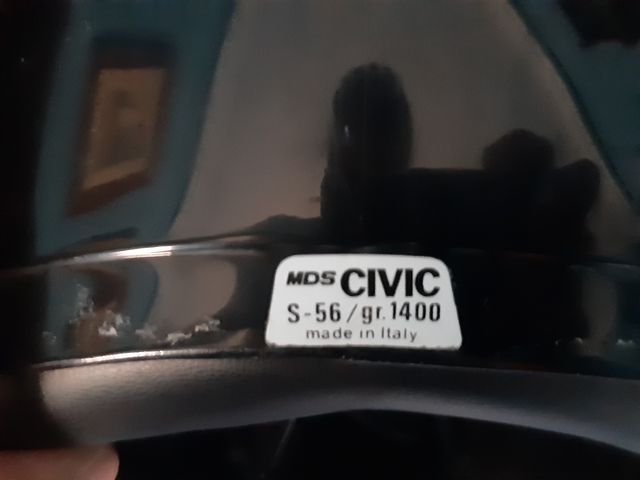 MDS CIVIC
S-56/gr.1400
made in Italy